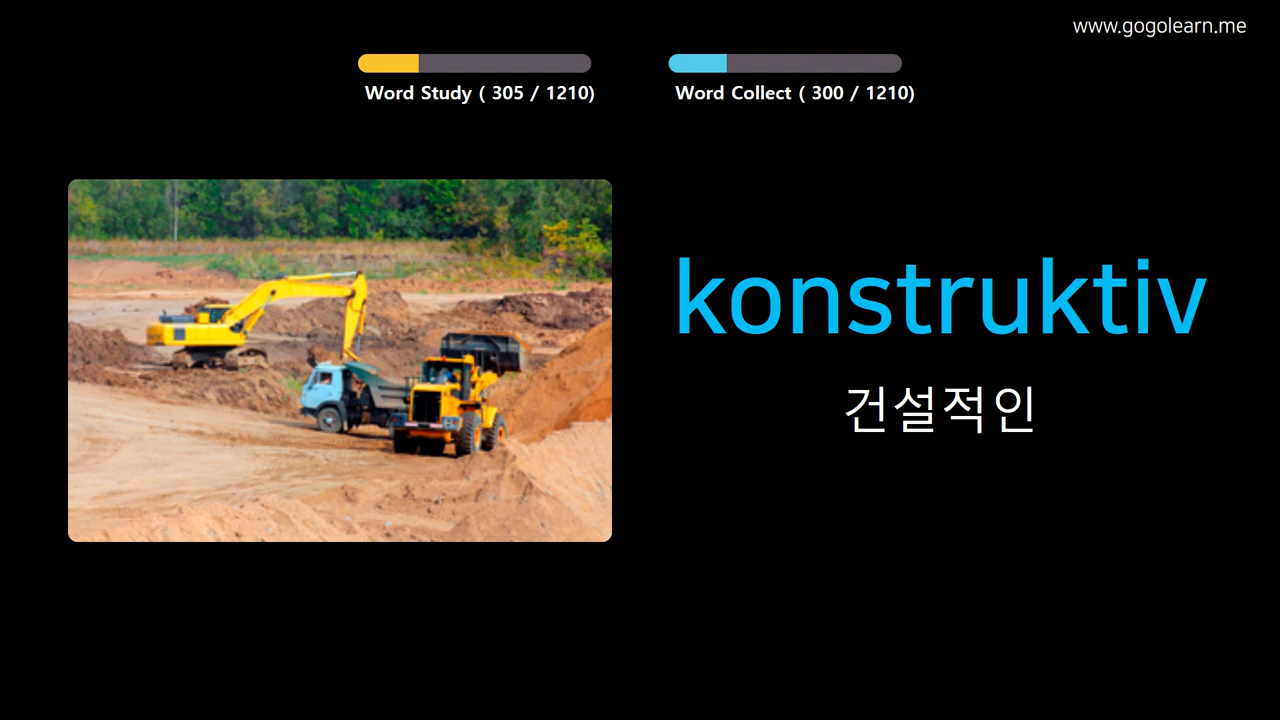 www.gogolearn.me
Word Study ( 305 / 1210)
Word Collect ( 300 / 1210)
konstruktiv
건설적인